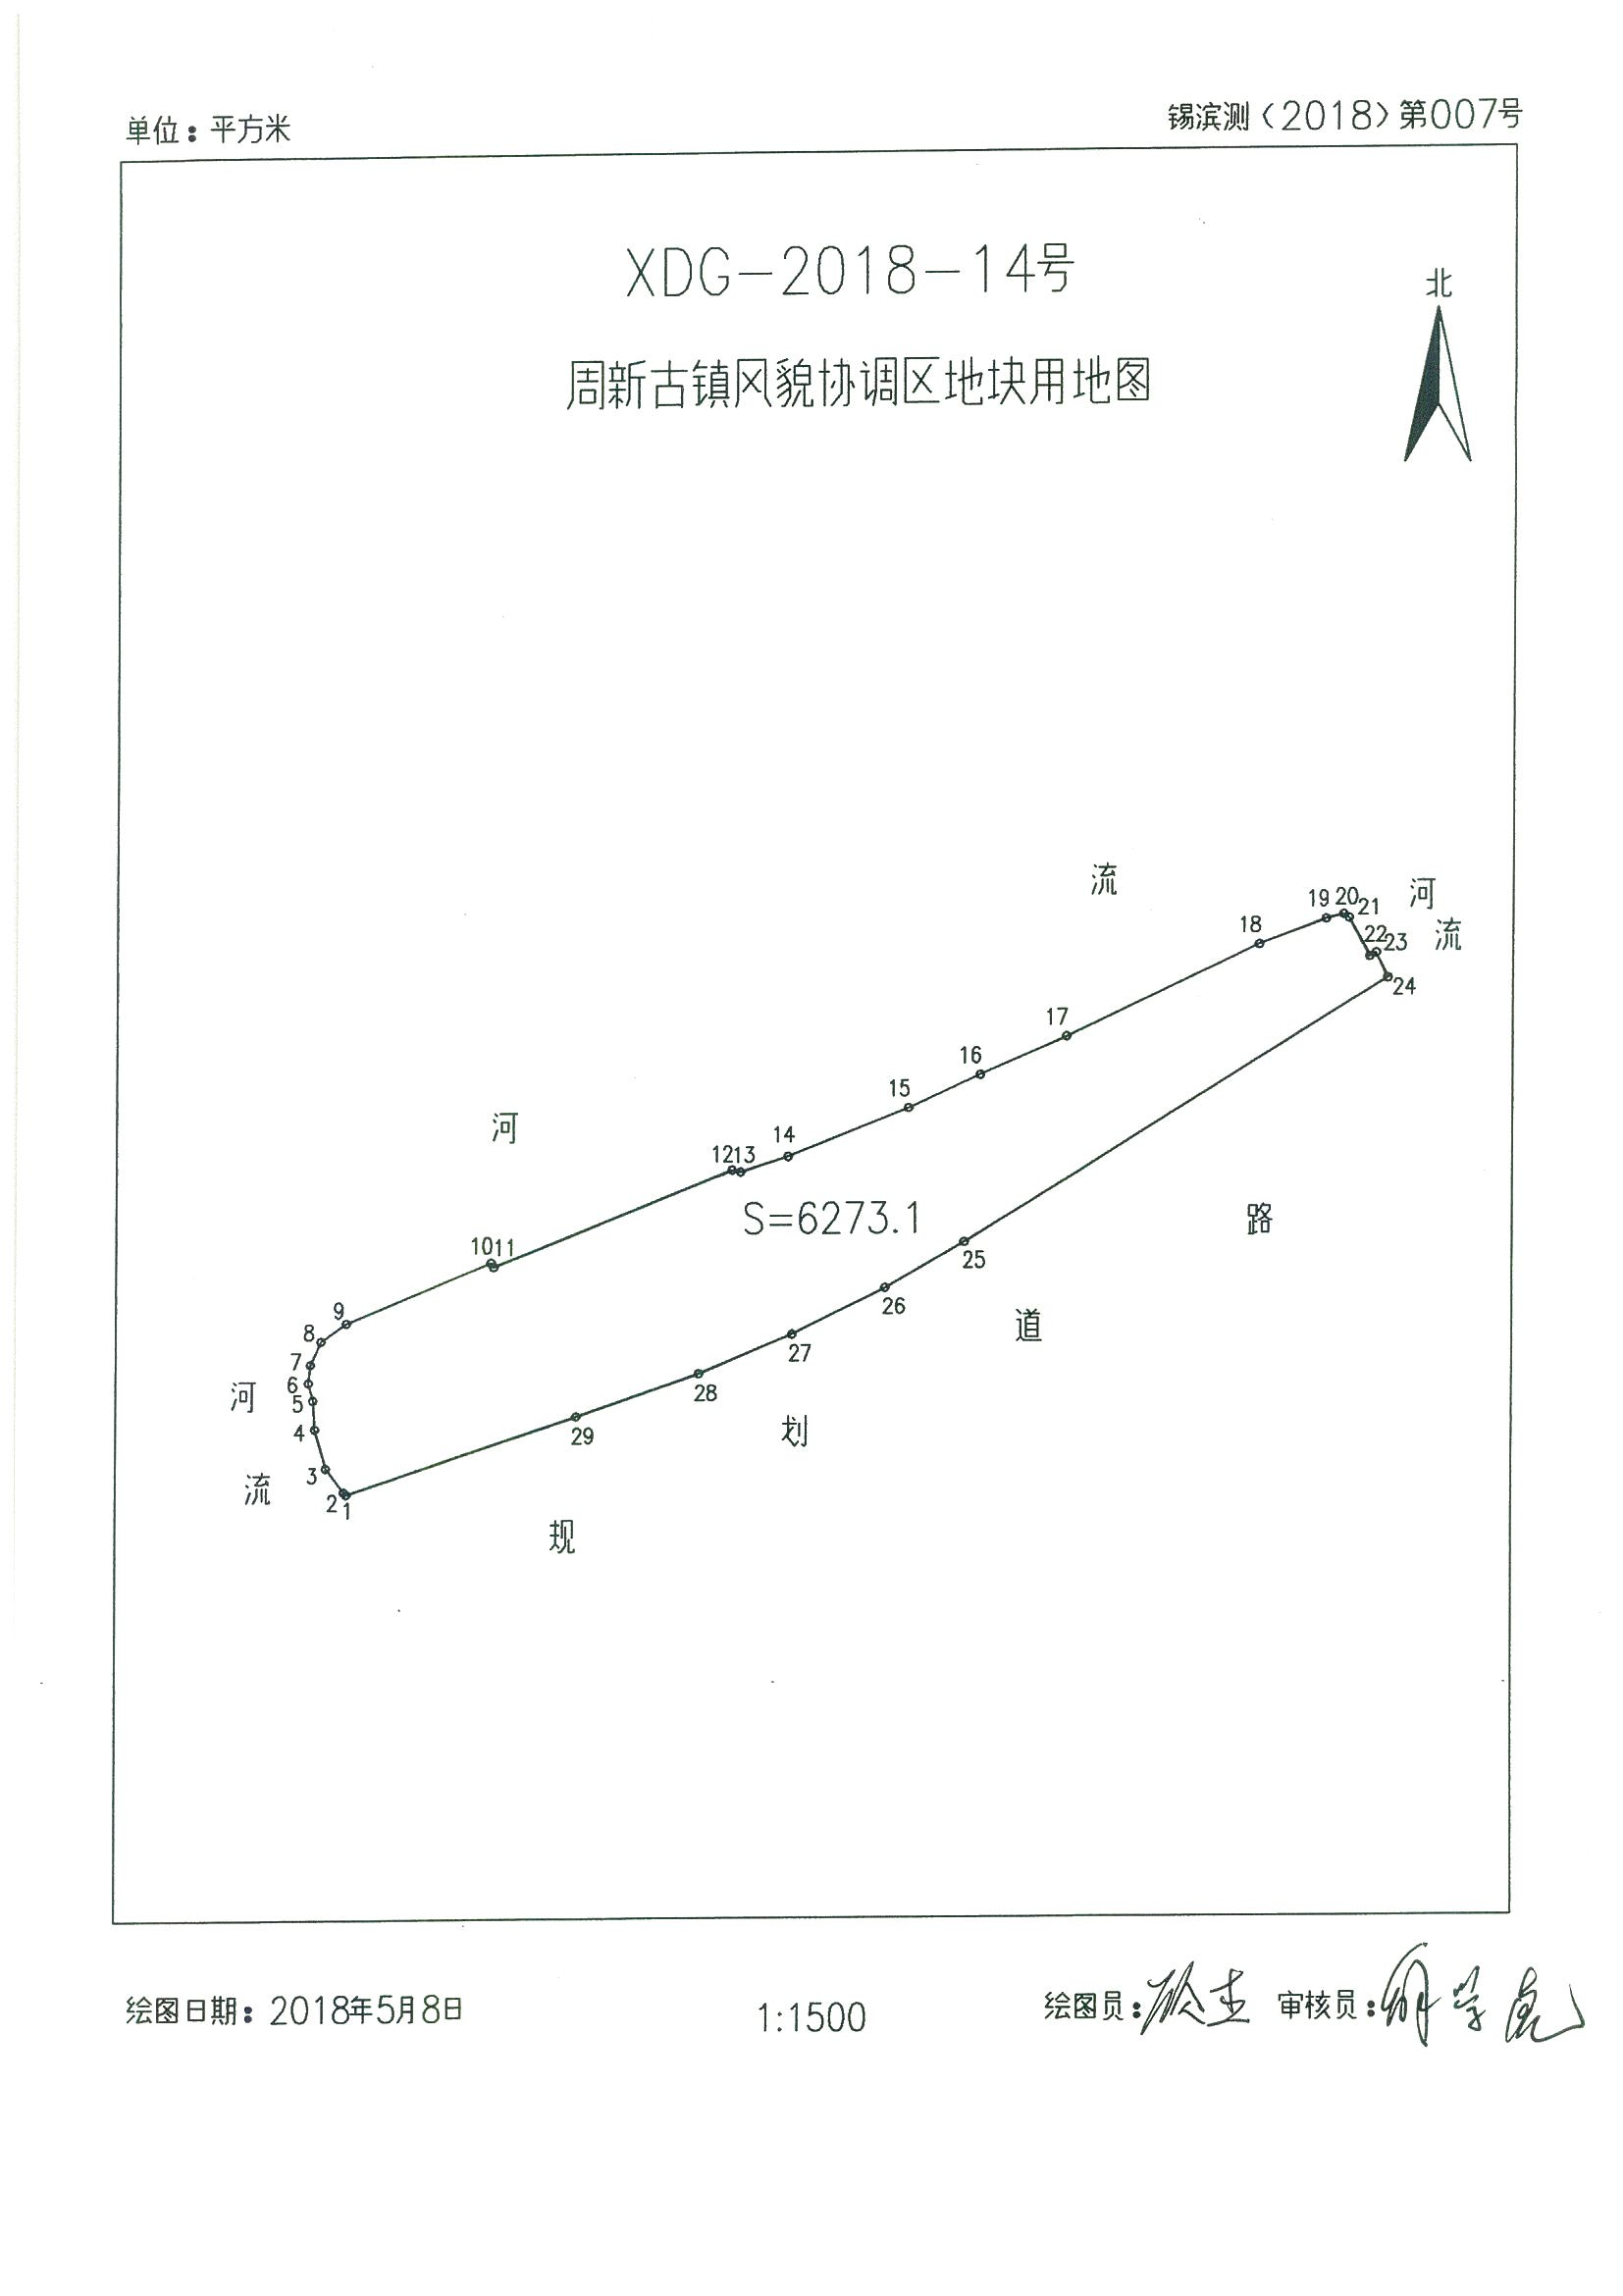 单位：平方米
锡滨测（2018）第007号
XDG-2018-14号
周新古镇风貌协调区地块用地图
北
流
河
流
19 20 21
18
22 23
24
17
16
15
河
14
12 13
S=6273.1
路
10 11
25
26
9
道
8
27
7
6
河
5
28
4
29
划
3
流
2 1
规
绘图日期：2018年5月8日
1:1500
绘图员：
审核员：